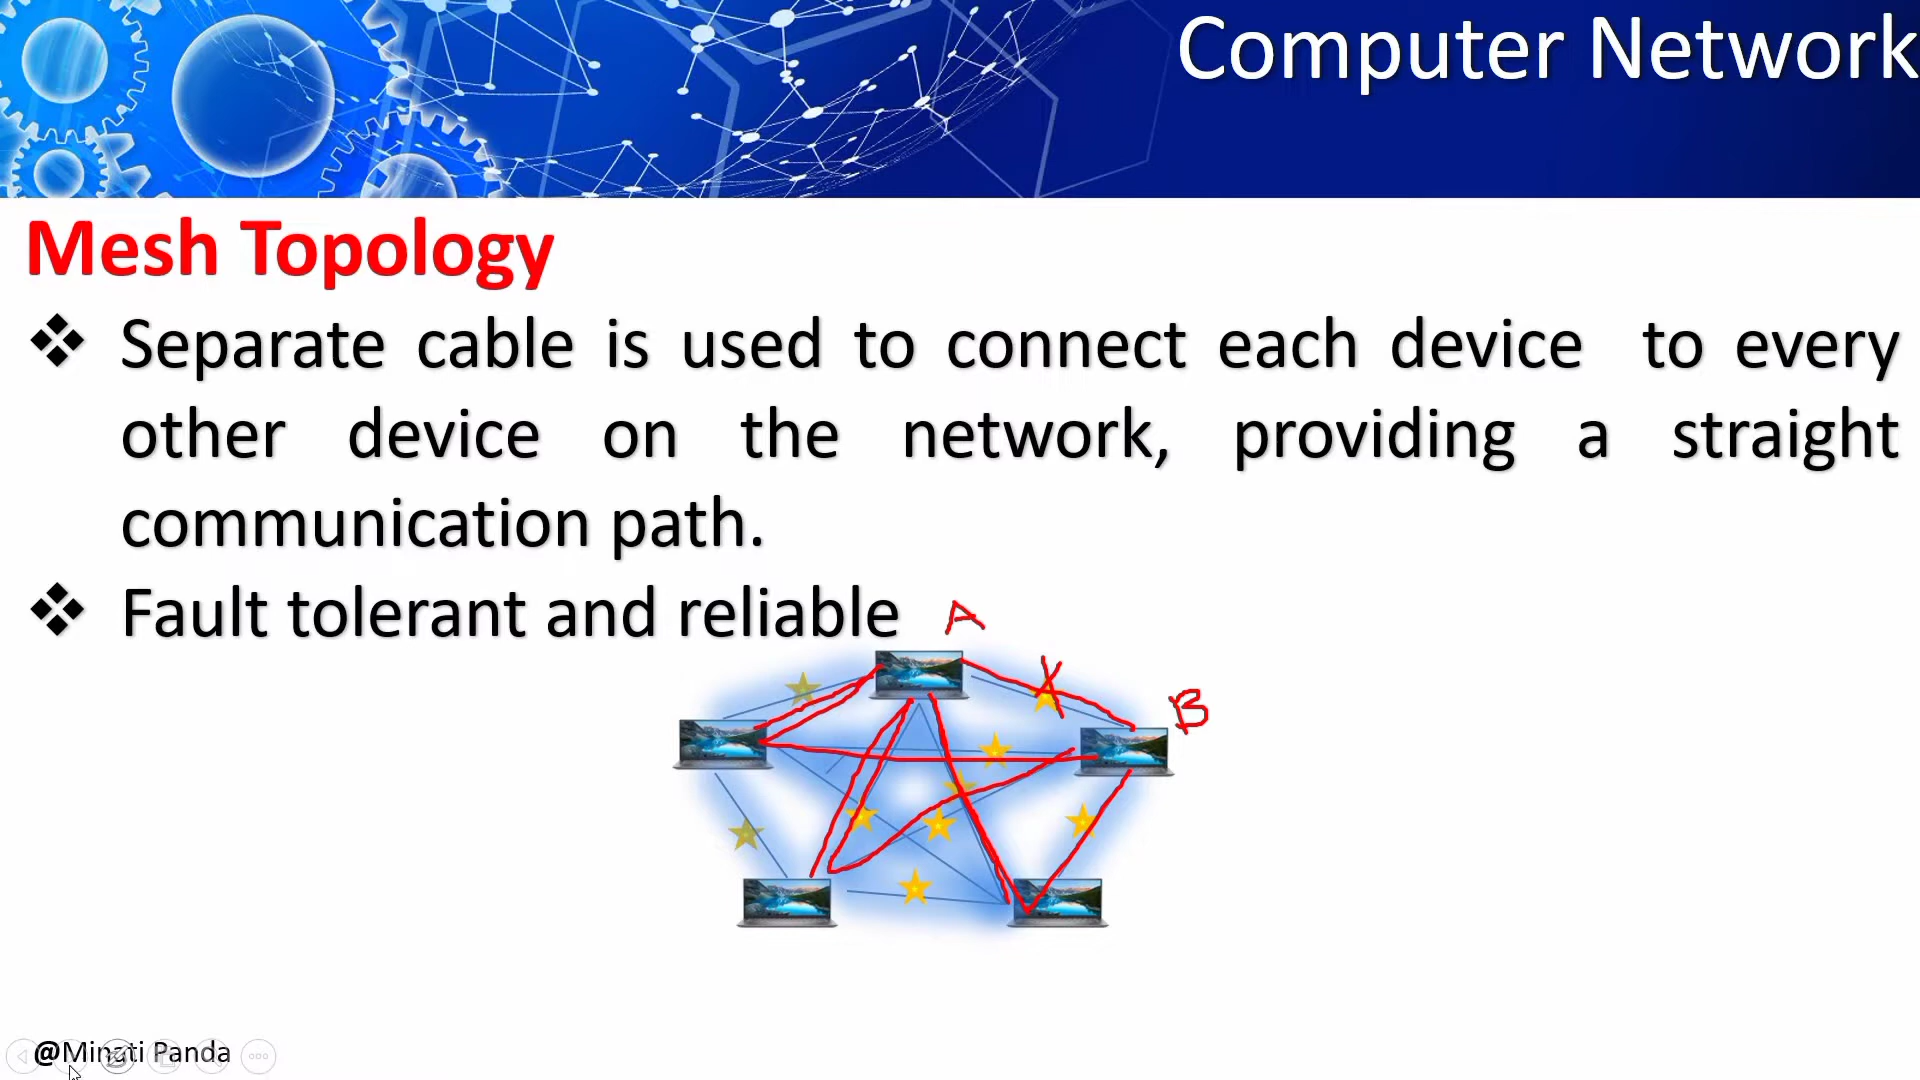 Computer Network
Mesh Topology
❖ Separate cable is used to connect each device to every
other device on the network, providing a straight
communication path.
❖ Fault tolerant and reliable
A
B
@Minati Panda